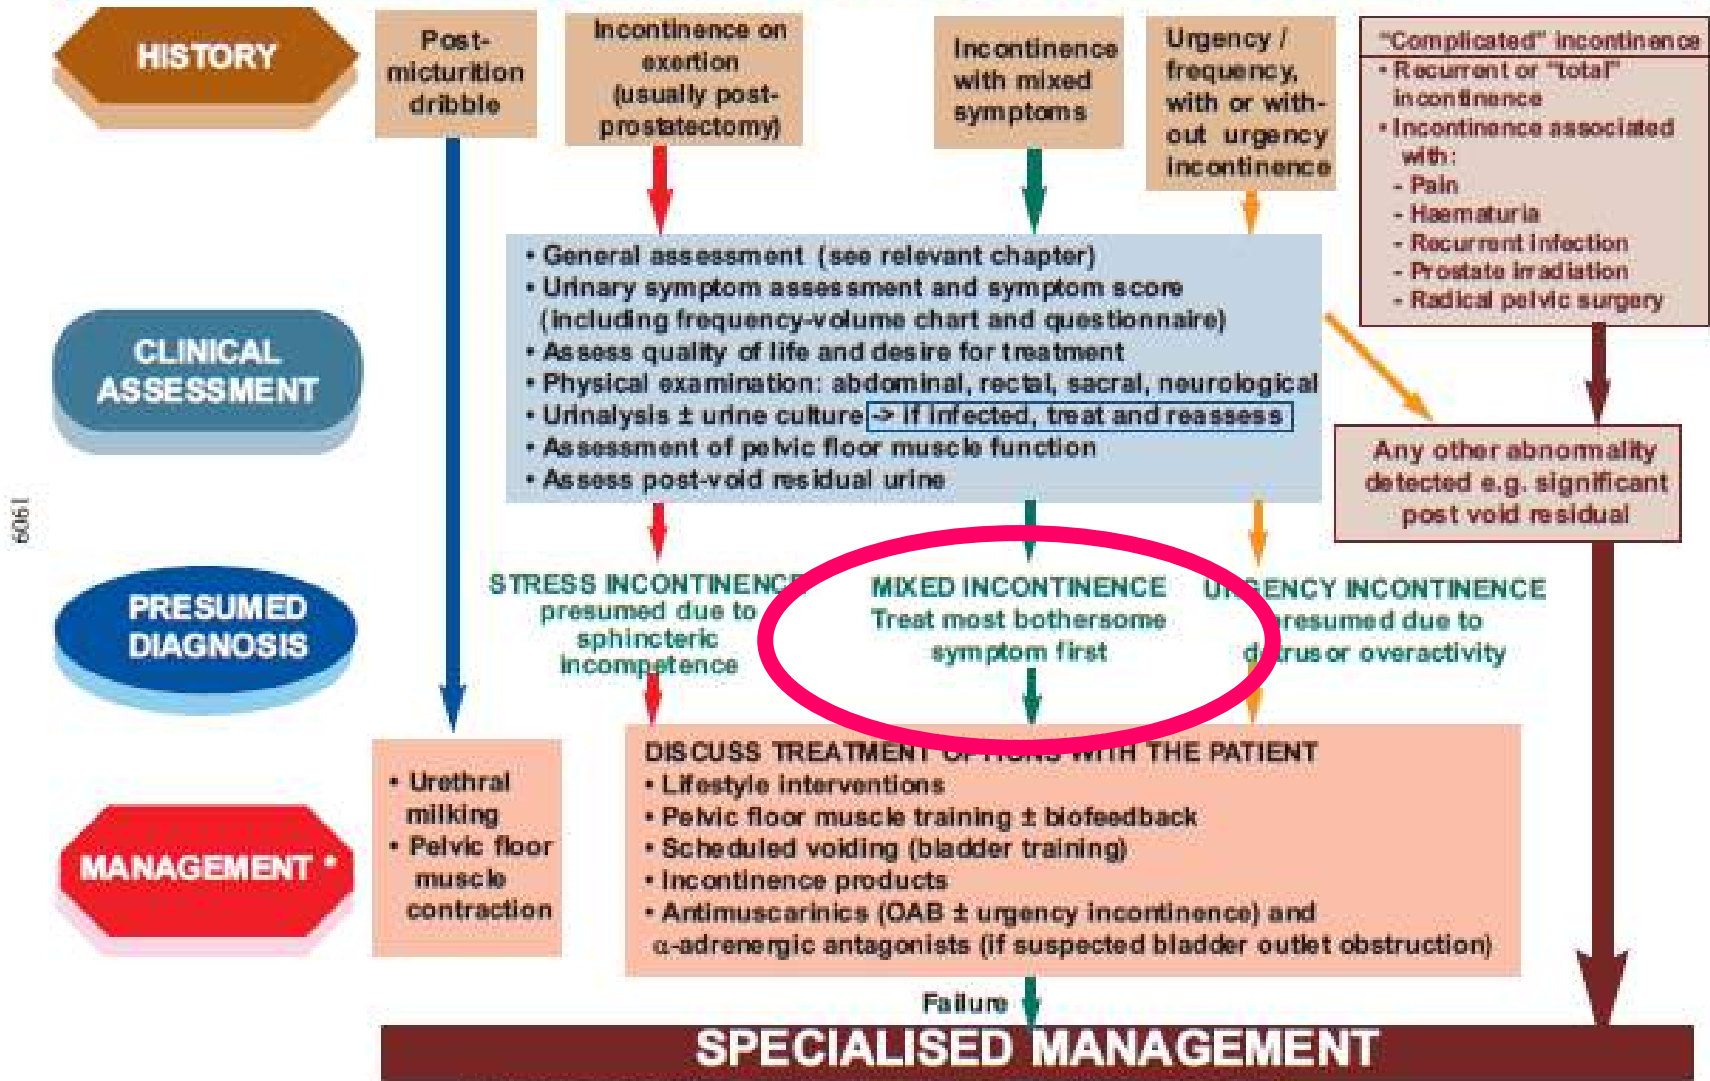 HISTORY
Post-
micturition
dribble
Incontinence on
exertion
(usually post-
prostatectomy)
Incontinence
with mixed
symptoms
Urgency /
frequency,
with or with-
out urgency
incontinence
“Complicated” incontinence
• Recurrent or “total”
incontinence
• Incontinence associated
with:
- Pain
- Haematuria
- Recurrent infection
- Prostate irradiation
- Radical pelvic surgery
CLINICAL
ASSESSMENT
• General assessment (see relevant chapter)
• Urinary symptom assessment and symptom score
(including frequency-volume chart and questionnaire)
• Assess quality of life and desire for treatment
• Physical examination: abdominal, rectal, sacral, neurological
• Urinalysis ± urine culture -> if infected, treat and reassess
• Assessment of pelvic floor muscle function
• Assess post-void residual urine
Any other abnormality
detected e.g. significant
post void residual
1909
PRESUMED
DIAGNOSIS
STRESS INCONTINENCE
presumed due to
sphincteric
incompetence
MIXED INCONTINENCE
Treat most bothersome
symptom first
URGENCY INCONTINENCE
presumed due to
detrusor overactivity
MANAGEMENT *
• Urethral
milking
• Pelvic floor
muscle
contraction
DISCUSS TREATMENT OPTIONS WITH THE PATIENT
• Lifestyle interventions
• Pelvic floor muscle training ± biofeedback
• Scheduled voiding (bladder training)
• Incontinence products
• Antimuscarinics (OAB ± urgency incontinence) and
α-adrenergic antagonists (if suspected bladder outlet obstruction)
Failure
SPECIALISED MANAGEMENT